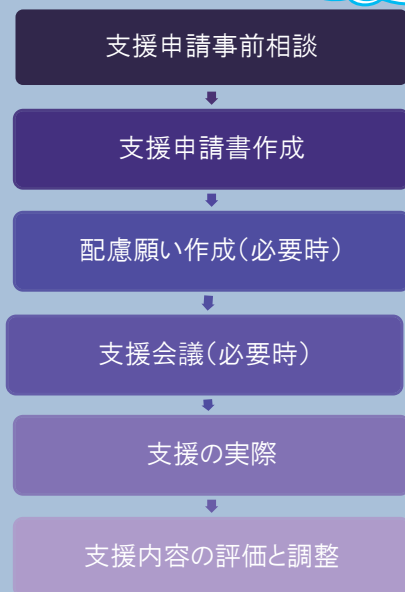 支援申請事前相談
支援申請書作成
配慮願い作成(必要時)
支援会議(必要時)
支援の実際
支援内容の評価と調整